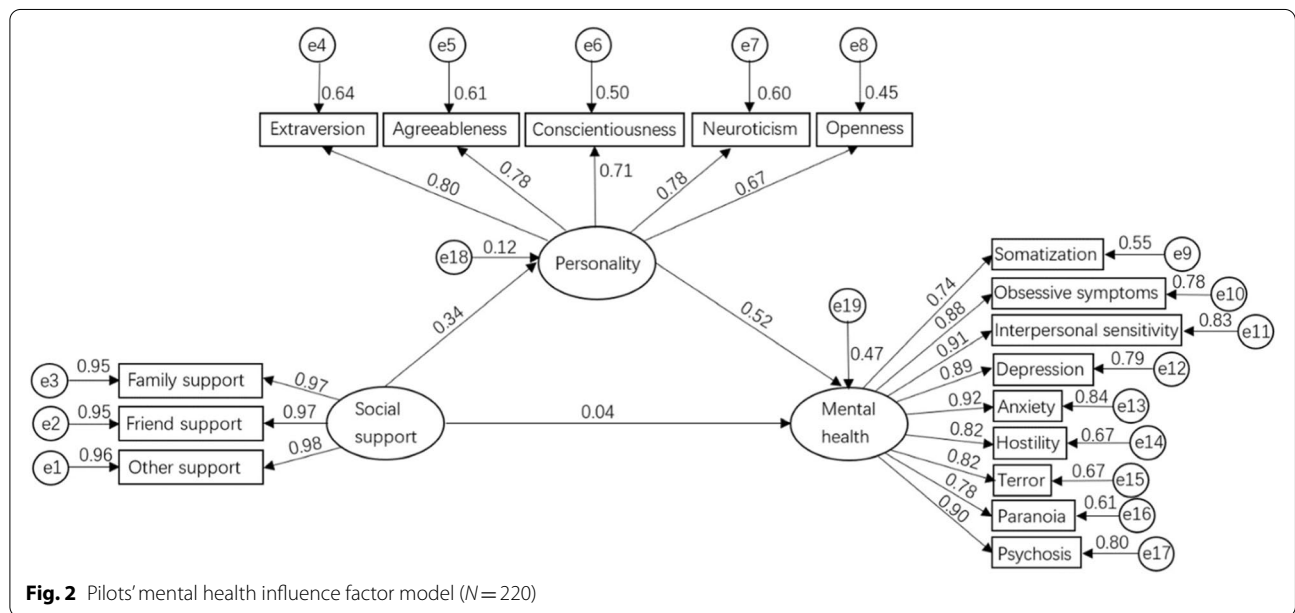 e4 e5 e6 e7 e8
0.64 0.61 0.50 0.60 0.45
Extraversion Agreeableness Conscientiousness Neuroticism Openness
0.80 0.78 0.71 0.78 0.67
e18 0.12 Personality
0.34 0.52
e19
0.47
Somatization 0.55 e9
0.74
Obsessive symptoms 0.78 e10
0.88
Interpersonal sensitivity 0.83 e11
0.91
Depression 0.79 e12
0.89
Anxiety 0.84 e13
0.92
Hostility 0.67 e14
0.82
Terror 0.67 e15
0.82
Paranoia 0.61 e16
0.78
Psychosis 0.80 e17
0.90
e3 0.95 Family support 0.97
e2 0.95 Friend support 0.97
e1 0.96 Other support 0.98
Social
support
0.04
Mental
health
Fig. 2 Pilots' mental health influence factor model (N = 220)